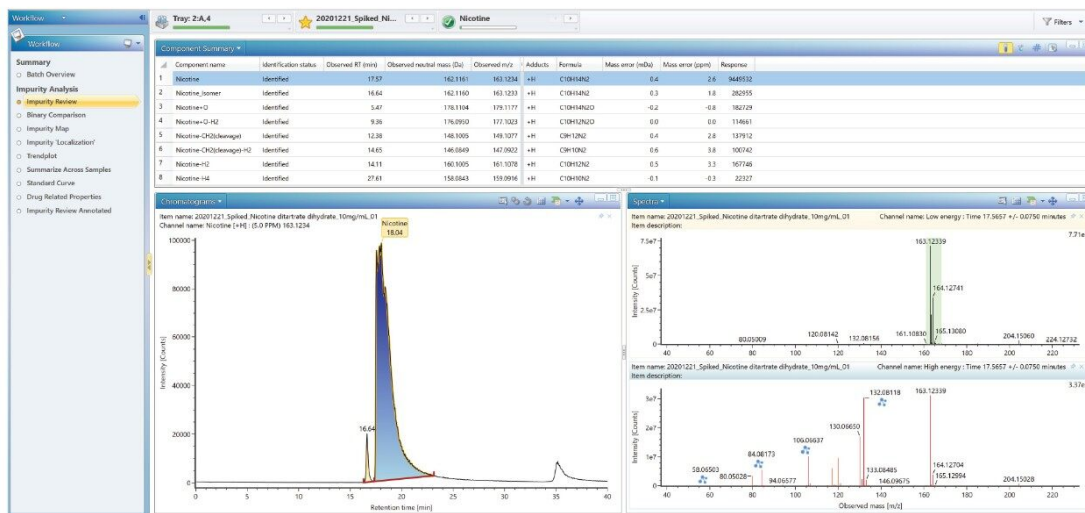 Workflow
Tray: 2:A,4
20201221_Spiked_Ni...
Nicotine
Filters
Workflow
Summary
Batch Overview
Impurity Analysis
Impurity Review
Binary Comparison
Impurity Map
Impurity 'Localization'
Trendplot
Summarize Across Samples
Standard Curve
Drug Related Properties
Impurity Review Annotated
Component Summary
Component name Identification status Observed RT (min) Observed neutral mass (Da) Observed m/z Adducts Formula Mass error (mDa) Mass error (ppm) Response
1 Nicotine Identified 17.57 162.1161 163.1234 +H C10H14N2 0.4 2.6 9449532
2 Nicotine_Isomer Identified 16.64 162.1160 163.1233 +H C10H14N2 0.3 1.8 282955
3 Nicotine+O Identified 5.47 178.1104 179.1177 +H C10H14N2O -0.2 -0.8 182729
4 Nicotine+O-H2 Identified 9.36 176.0950 177.1023 +H C10H12N2O 0.0 0.0 114661
5 Nicotine-CH2(cleavage) Identified 12.38 148.1005 149.1077 +H C9H12N2 0.4 2.8 137912
6 Nicotine-CH2(cleavage)-H2 Identified 14.65 146.0849 147.0922 +H C9H10N2 0.6 3.8 100742
7 Nicotine-H2 Identified 14.11 160.1005 161.1078 +H C10H12N2 0.5 3.3 167746
8 Nicotine-H4 Identified 27.61 158.0843 159.0916 +H C10H10N2 -0.1 -0.3 22327
Chromatograms
Item name: 20201221_Spiked_Nicotine ditartrate dihydrate_10mg/mL_01
Channel name: Nicotine [+H] : (5.0 PPM) 163.1234
Nicotine
18.04
100000
80000
60000
40000
20000
0
Intensity [Counts]
16.64
0 5 10 15 20 25 30 35 40
Retention time [min]
Spectra
Item name: 20201221_Spiked_Nicotine ditartrate dihydrate_10mg/mL_01 Channel name: Low energy : Time 17.5657 +/- 0.0750 minutes
Item description:
7.71e
7.5e7
5e7
2.5e7
0
Intensity [Counts]
163.12339
164.12741
80.05009 120.08142 132.08156 161.10830 165.13080 204.15060 224.12732
40 60 80 100 120 140 160 180 200 220
Item name: 20201221_Spiked_Nicotine ditartrate dihydrate_10mg/mL_01 Channel name: High energy : Time 17.5657 +/- 0.0750 minutes
Item description:
3.37e
3e7
2e7
1e7
0
Intensity [Counts]
132.08118 163.12339
130.06650
106.06637
84.08173
58.06503 80.05028 94.06577 133.08485 146.09675 164.12704 165.12994 204.15028
40 60 80 100 120 140 160 180 200 220
Observed mass [m/z]